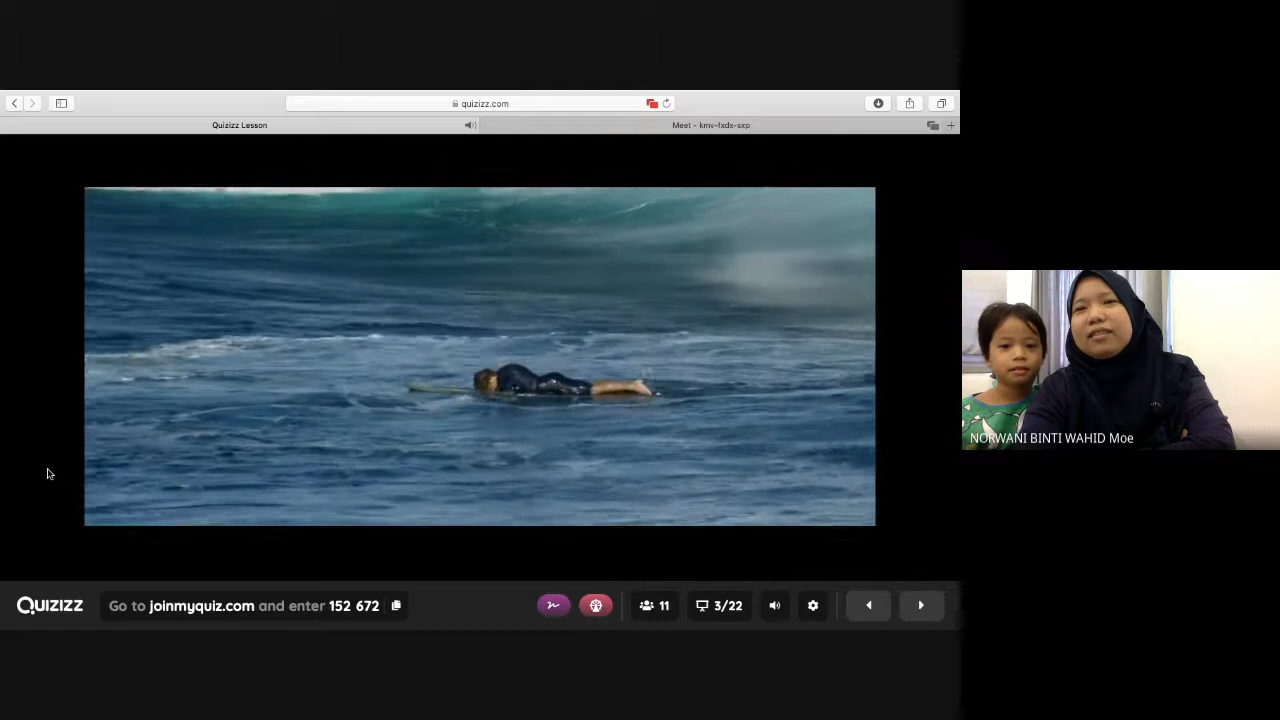 quizizz.com
Quizizz Lesson
Meet - kmv-fxdx-sxp
NORWANI BINTI WAHID Moe
QUIZIZZ
Go to joinmyquiz.com and enter 152 672
11
3/22